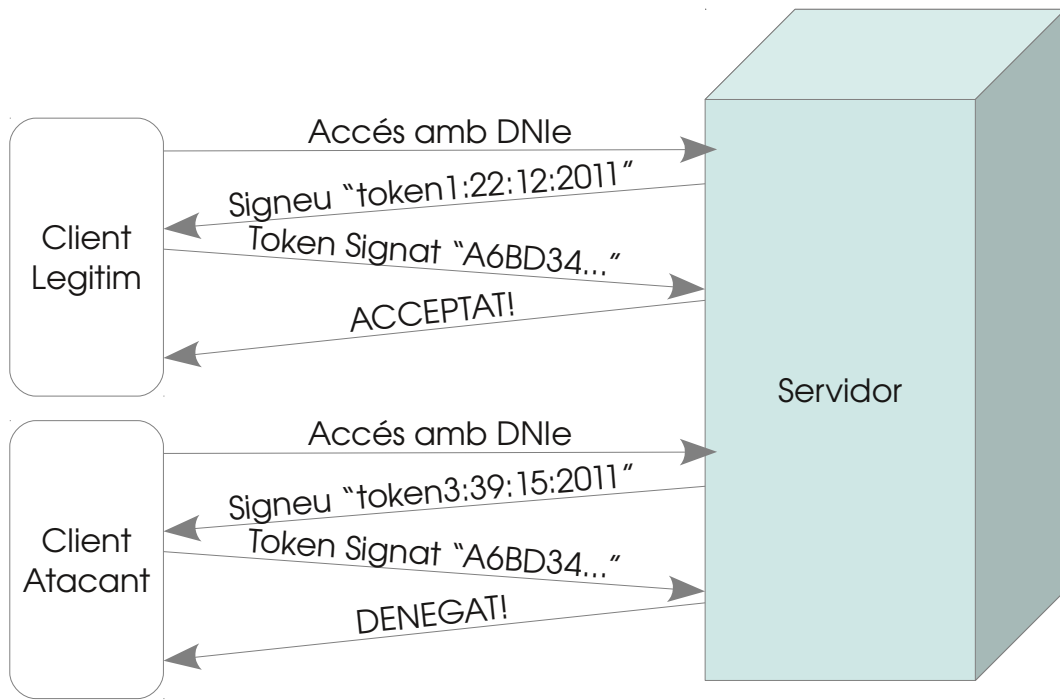 Accés amb DNIe
Signeu “token1:22:12:2011”
Client
Legitim
Token Signat “A6BD34...”
ACCEPTAT!
Servidor
Accés amb DNIe
Signeu “token3:39:15:2011”
Client
Atacant
Token Signat “A6BD34...”
DENEGAT!